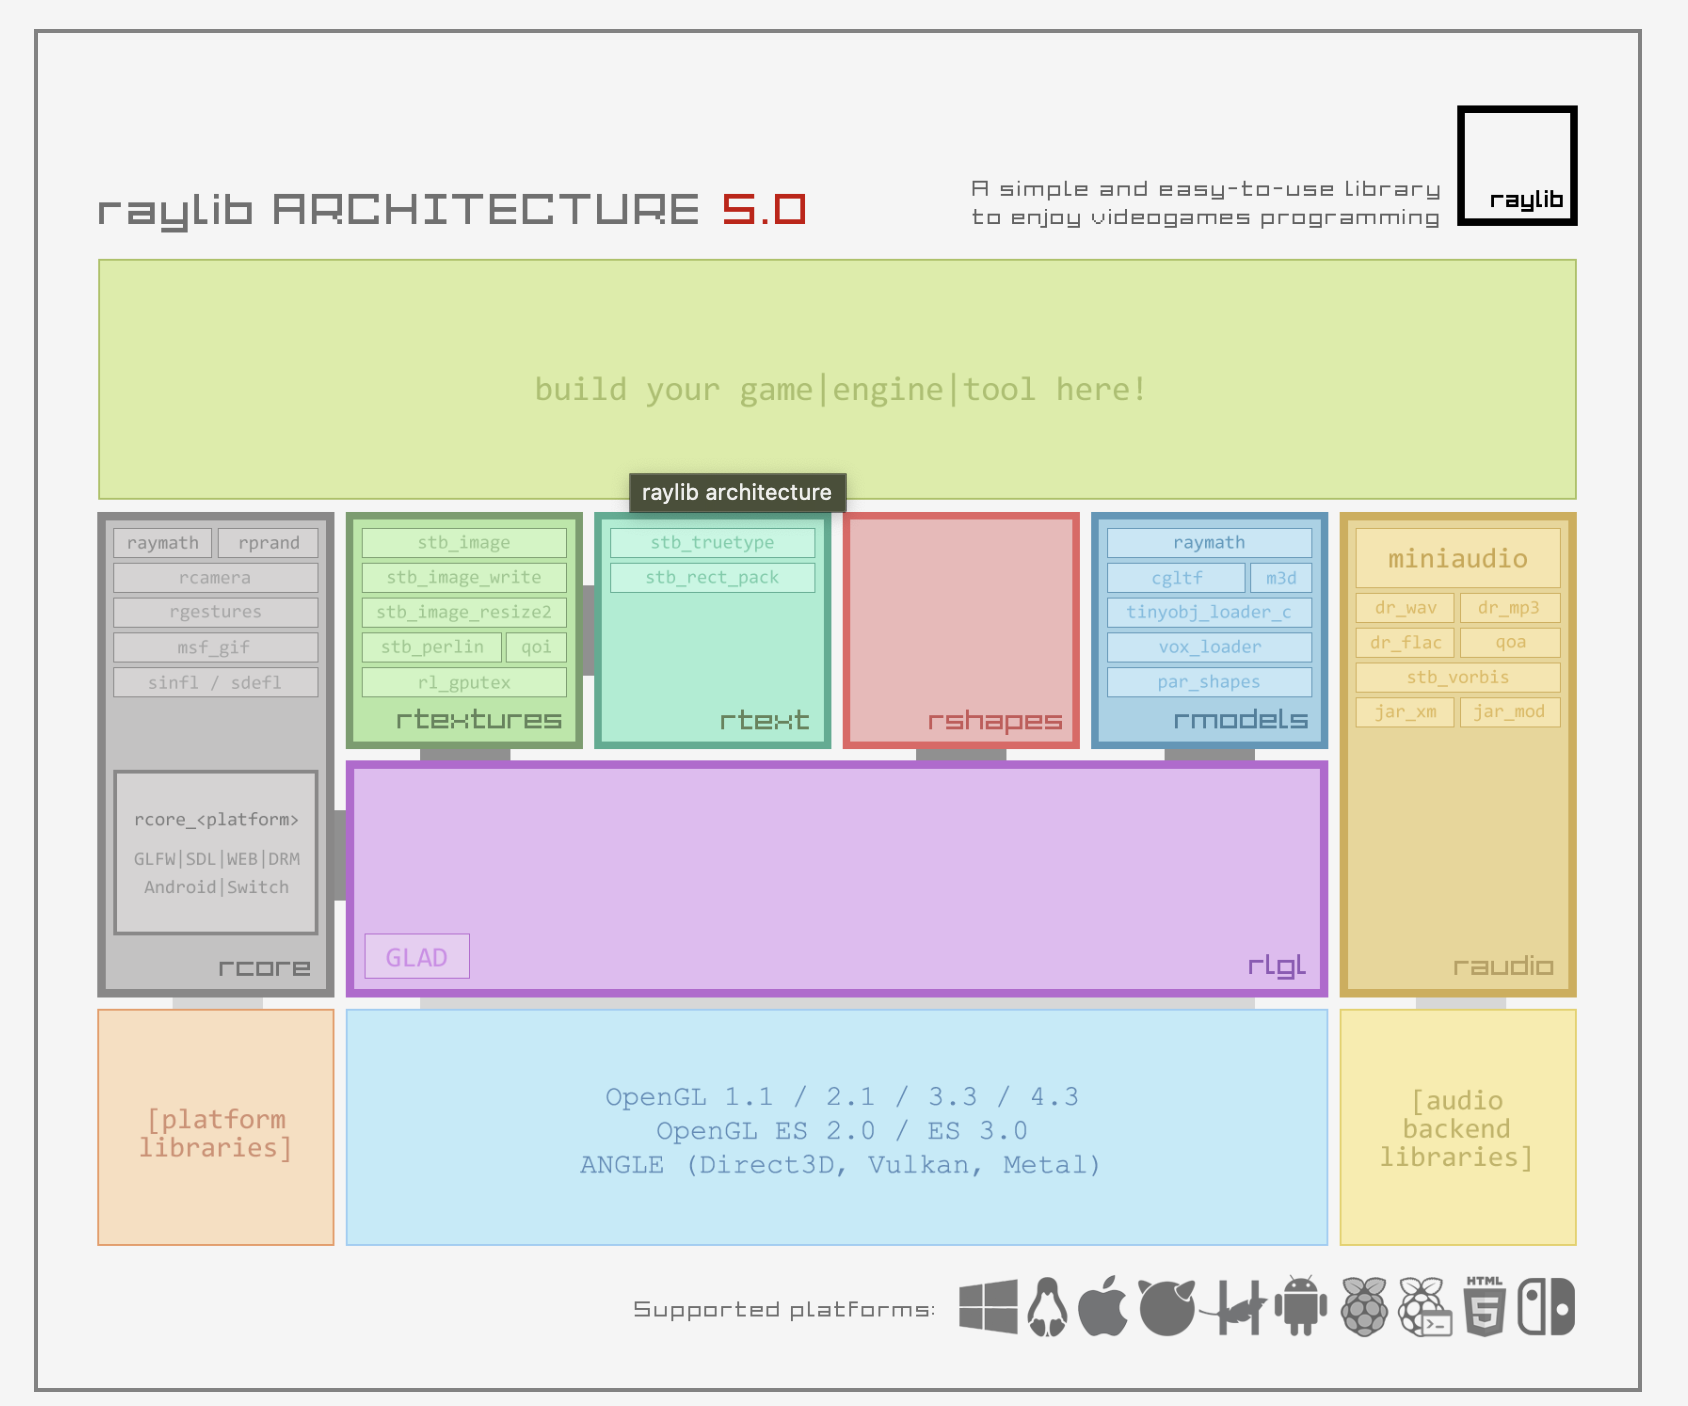 raylib ARCHITECTURE 5.0
A simple and easy-to-use library
to enjoy videogames programming
raylib
build your game|engine|tool here!
raylib architecture
raymath
rprand
rcamera
rgestures
msf_gif
sinfl / sdefl
rcore_<platform>
GLFW|SDL|WEB|DRM
Android|Switch
rcore
stb_image
stb_image_write
stb_image_resize2
stb_perlin
qoi
rl_gputex
rtextures
stb_truetype
stb_rect_pack
rtext
rshapes
raymath
cgltf
m3d
tinyobj_loader_c
vox_loader
par_shapes
rmodels
miniaudio
dr_wav
dr_mp3
dr_flac
qoa
stb_vorbis
jar_xm
jar_mod
raudio
GLAD
rlgl
[platform
libraries]
OpenGL 1.1 / 2.1 / 3.3 / 4.3
OpenGL ES 2.0 / ES 3.0
ANGLE (Direct3D, Vulkan, Metal)
[audio
backend
libraries]
Supported platforms:
HTML
5